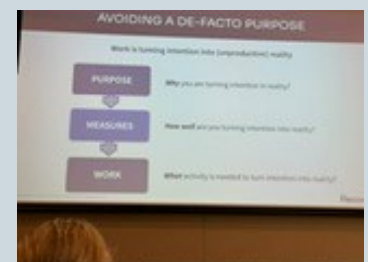 AVOIDING A DE-FACTO PURPOSE
Work is turning intention into (unproductive) reality
PURPOSE
Why you are turning intention in reality?
MEASURES
How well are you turning intention into reality?
WORK
What activity is needed to turn intention into reality?